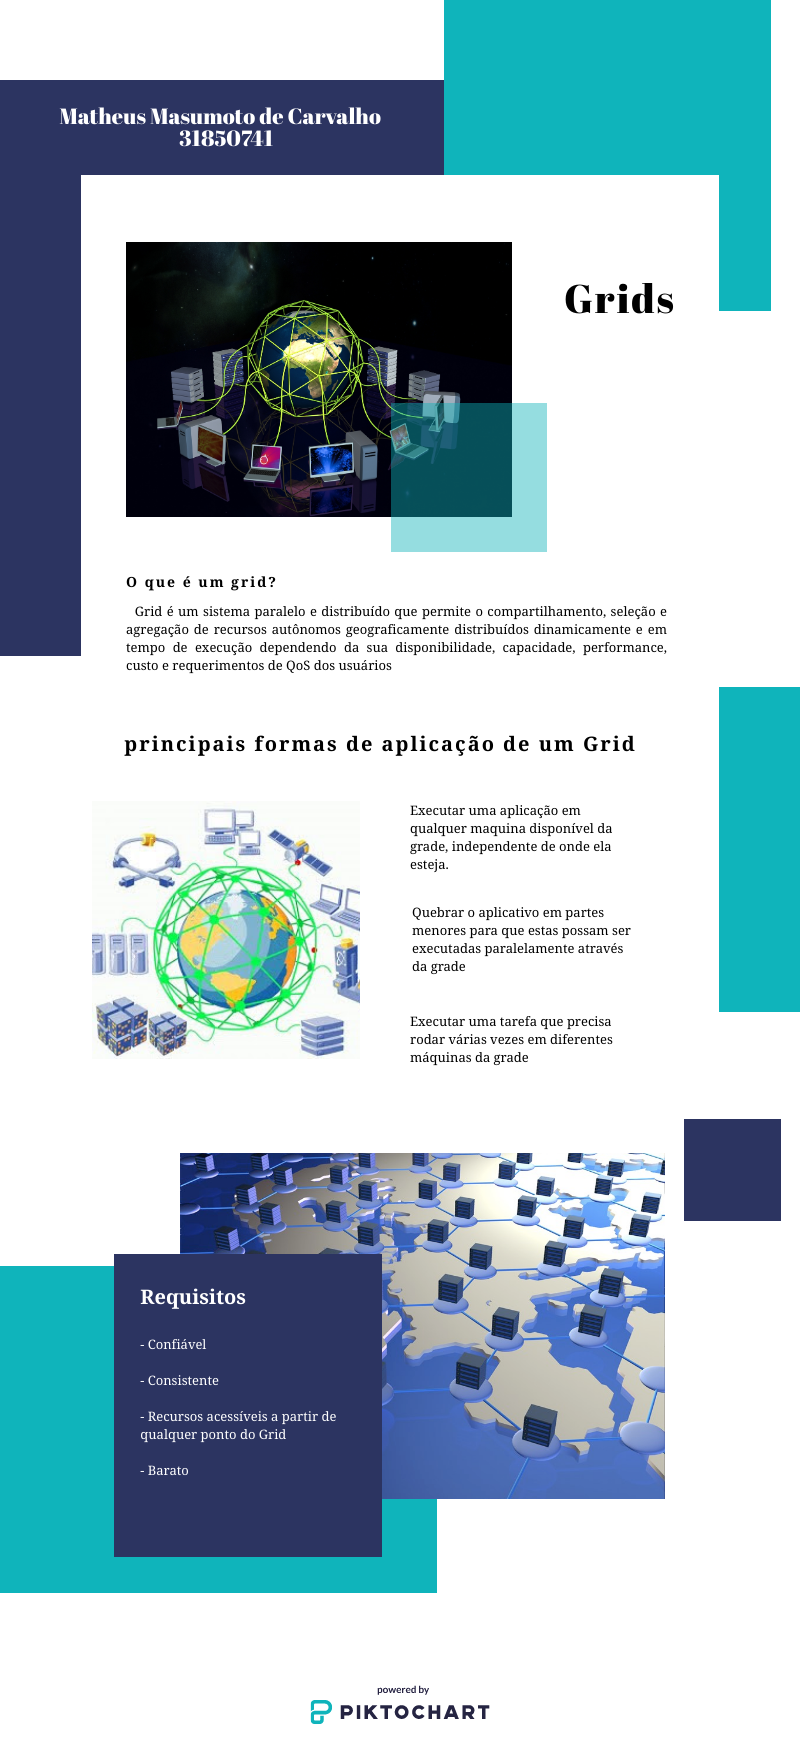 Matheus Masumoto de Carvalho
31850741
Grids
O que é um grid?
Grid é um sistema paralelo e distribuído que permite o compartilhamento, seleção e
agregação de recursos autônomos geograficamente distribuídos dinamicamente e em
tempo de execução dependendo da sua disponibilidade, capacidade, performance,
custo e requerimentos de QoS dos usuários
principais formas de aplicação de um Grid
Executar uma aplicação em
qualquer maquina disponível da
grade, independente de onde ela
esteja.
Quebrar o aplicativo em partes
menores para que estas possam ser
executadas paralelamente através
da grade
Executar uma tarefa que precisa
rodar várias vezes em diferentes
máquinas da grade
Requisitos
- Confiável
- Consistente
- Recursos acessíveis a partir de
qualquer ponto do Grid
- Barato
powered by
PIKTOCHART